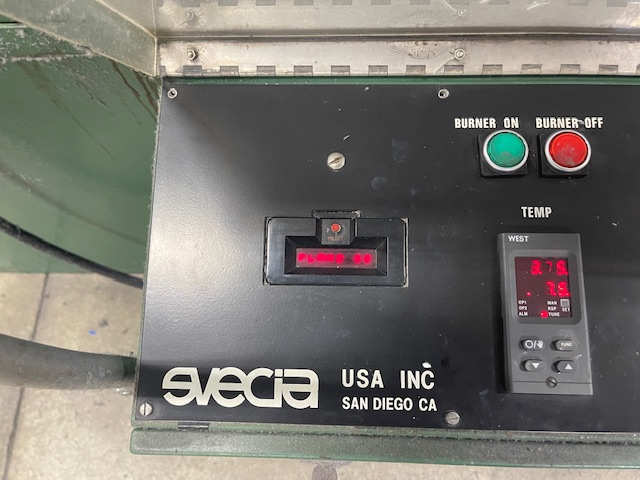 BURNER ON BURNER OFF
TEMP
WEST
OP1 MAN
OP2 RSP SET
ALM TUNE
FUNC
svecia USA INC
SAN DIEGO CA